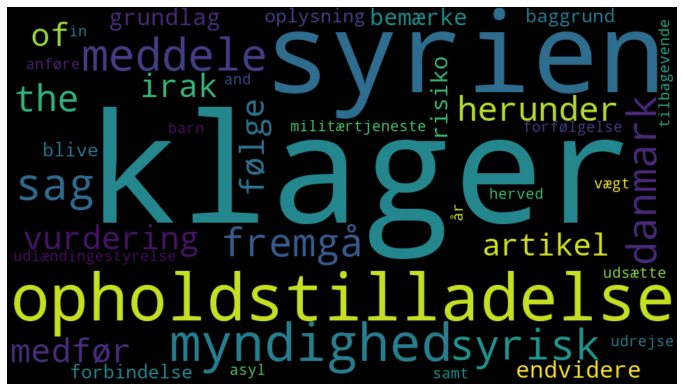 grundlag oplysning bemærke baggrund
of in meddele syrien
anføre and
the irak risiko herunder tilbagevende
barn militærtjeneste forfølgelse
klager
blive følge danmark
sag herved vægt
år
vurdering fremgå artikel
udlændingestyrelse
opholdstilladelse udsætte
medfør myndighed syrisk udrejse
forbindelse asyl samt endvidere